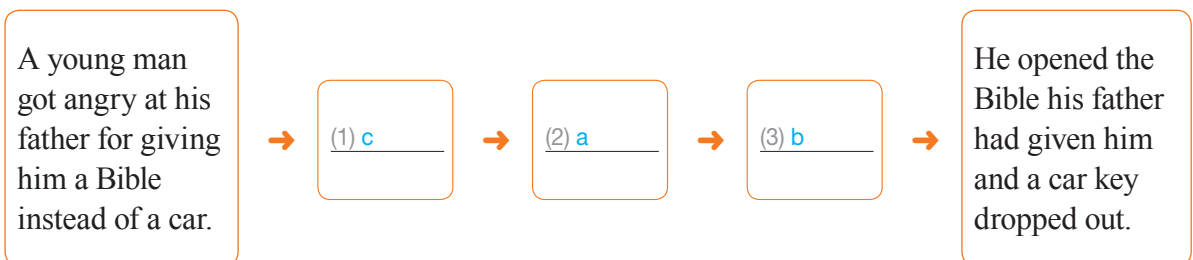 A young man
got angry at his
father for giving
him a Bible
instead of a car.
(1) c
(2) a
(3) b
He opened the
Bible his father
had given him
and a car key
dropped out.